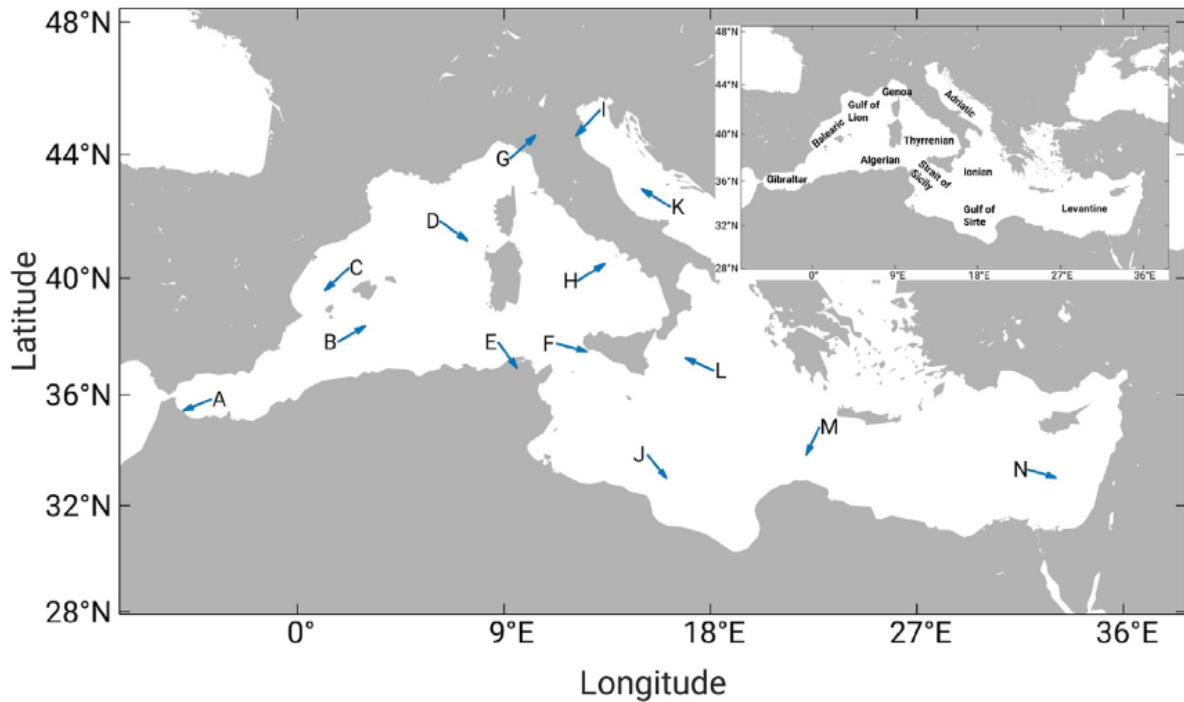 48°N
44°N
40°N
36°N
32°N
28°N
Latitude
0°
9°E
18°E
27°E
36°E
Longitude
A
B
C
D
E
F
G
H
I
J
K
L
M
N
48°N
44°N
40°N
36°N
32°N
28°N
0°
9°E
18°E
27°E
36°E
Genoa
Gulf of
Lion
Adriatic
Balearic
Thyrrenian
Algerian
Strait of
Sicily
Ionian
Gibraltar
Gulf of
Sirte
Levantine